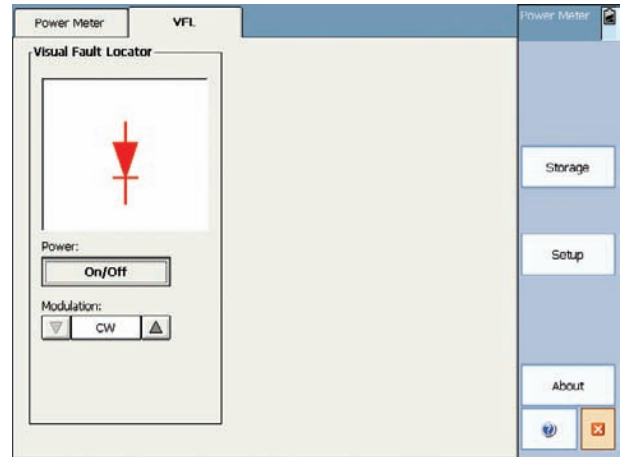 Power Meter
VFL
Power Meter
Visual Fault Locator
Power:
On/Off
Modulation:
CW
Storage
Setup
About